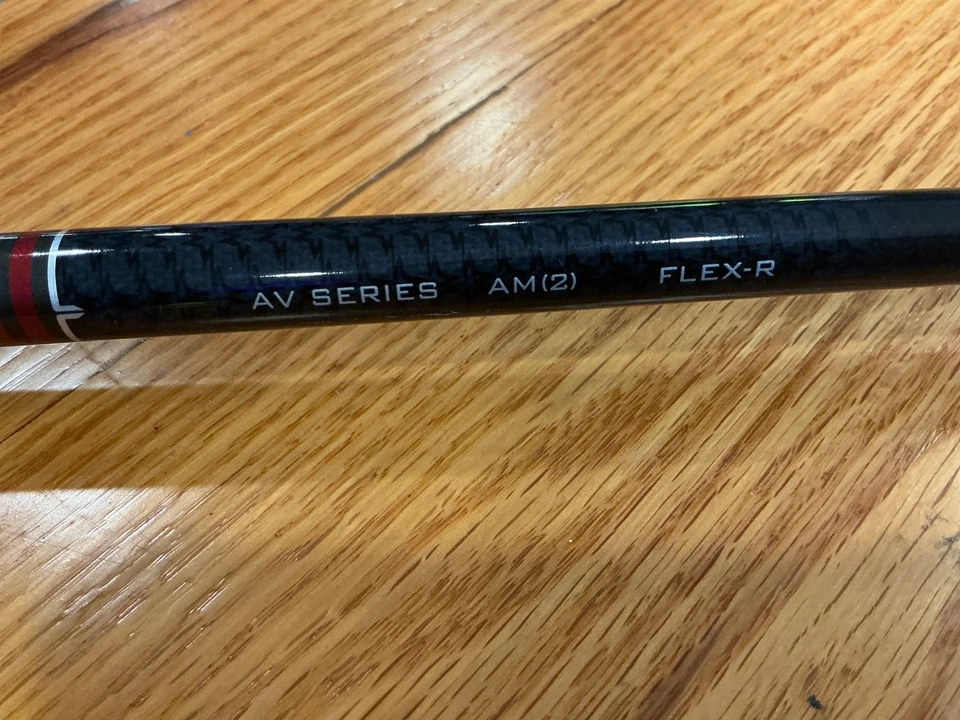 AV SERIES AM(2) FLEX-R